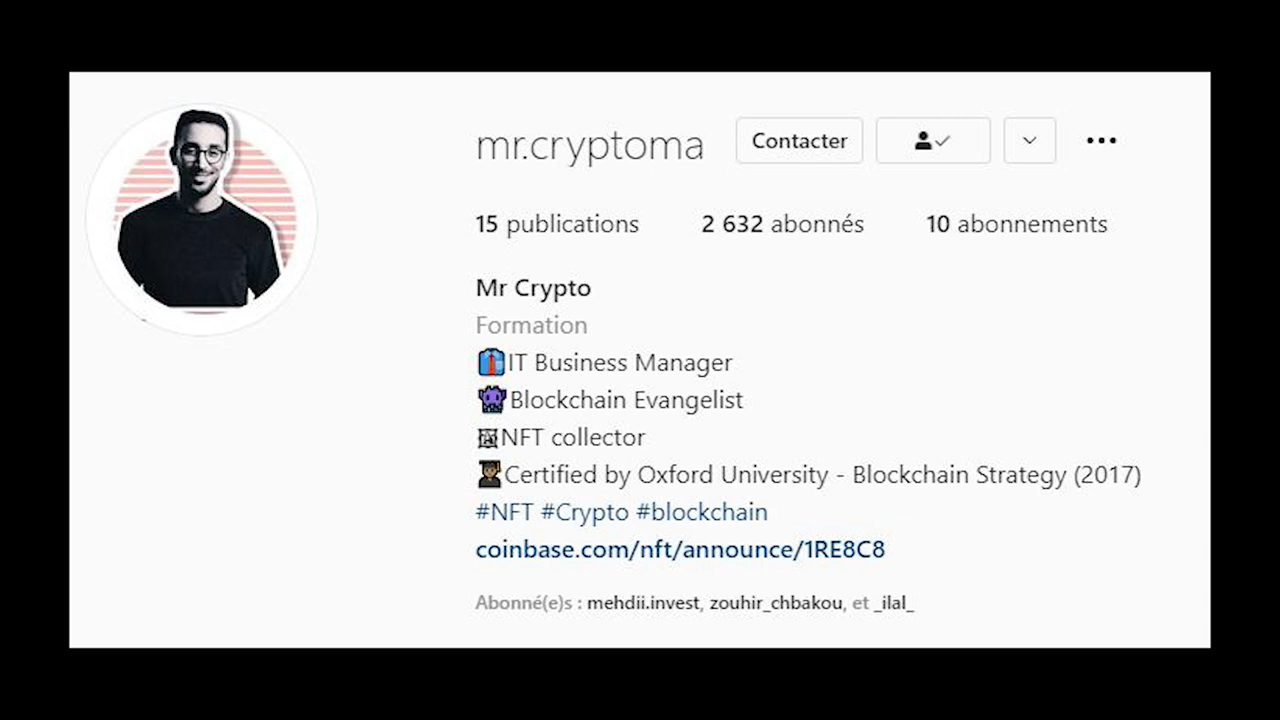 mr.cryptoma Contacter
15 publications 2 632 abonnés 10 abonnements
Mr Crypto
Formation
IT Business Manager
Blockchain Evangelist
NFT collector
Certified by Oxford University - Blockchain Strategy (2017)
#NFT #Crypto #blockchain
coinbase.com/nft/announce/1RE8C8
Abonné(e)s : mehdii.invest, zouhir_chbakou, et _ilal_